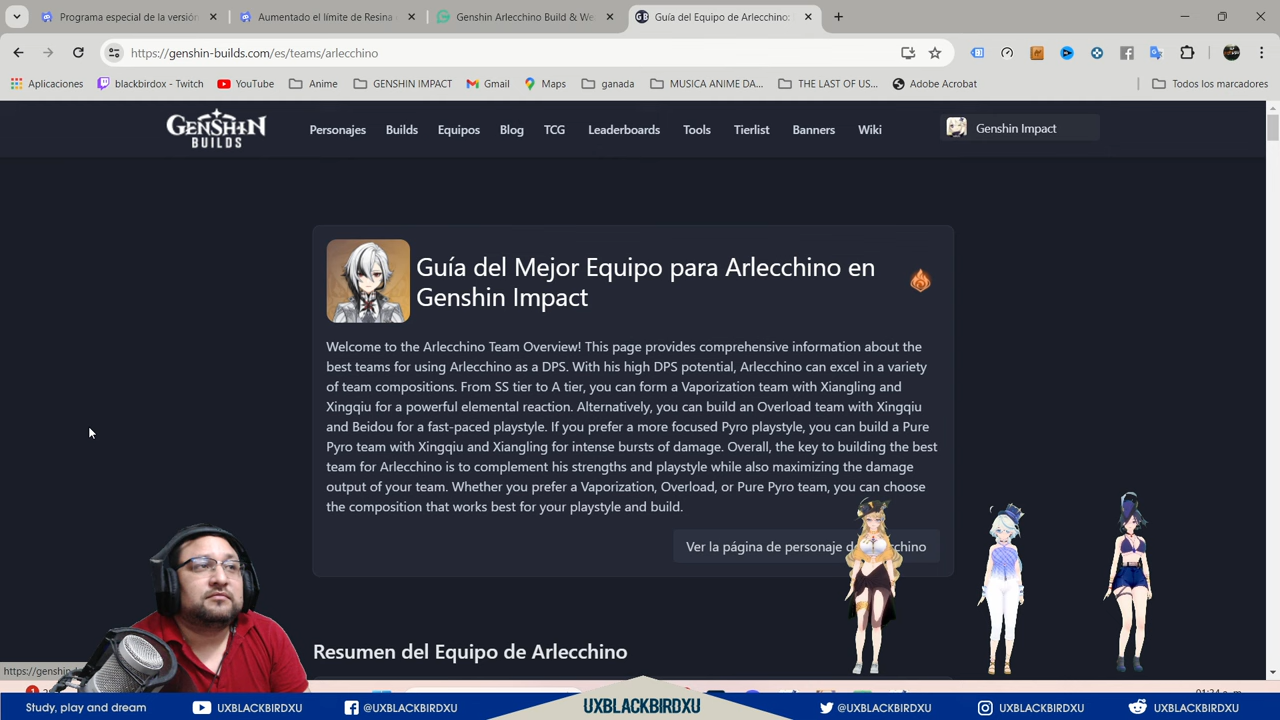 Programa especial de la versión
Aumentado el límite de Resina
Genshin Arlecchino Build & We
Guía del Equipo de Arlecchino:
https://genshin-builds.com/es/teams/arlecchino
Aplicaciones
blackbirdox - Twitch
YouTube
Anime
GENSHIN IMPACT
Gmail
Maps
ganada
MUSICA ANIME DA...
THE LAST OF US...
Adobe Acrobat
Todos los marcadores
GENSHIN
BUILDS
Personajes
Builds
Equipos
Blog
TCG
Leaderboards
Tools
Tierlist
Banners
Wiki
Genshin Impact
Guía del Mejor Equipo para Arlecchino en
Genshin Impact
Welcome to the Arlecchino Team Overview! This page provides comprehensive information about the
best teams for using Arlecchino as a DPS. With his high DPS potential, Arlecchino can excel in a variety
of team compositions. From SS tier to A tier, you can form a Vaporization team with Xiangling and
Xingqiu for a powerful elemental reaction. Alternatively, you can build an Overload team with Xingqiu
and Beidou for a fast-paced playstyle. If you prefer a more focused Pyro playstyle, you can build a Pure
Pyro team with Xingqiu and Xiangling for intense bursts of damage. Overall, the key to building the best
team for Arlecchino is to complement his strengths and playstyle while also maximizing the damage
output of your team. Whether you prefer a Vaporization, Overload, or Pure Pyro team, you can choose
the composition that works best for your playstyle and build.
Ver la página de personaje
Resumen del Equipo de Arlecchino
Study, play and dream
UXBLACKBIRDXU
@UXBLACKBIRDXU
UXBLACKBIRDXU
@UXBLACKBIRDXU
UXBLACKBIRDXU
UXBLACKBIRDXU